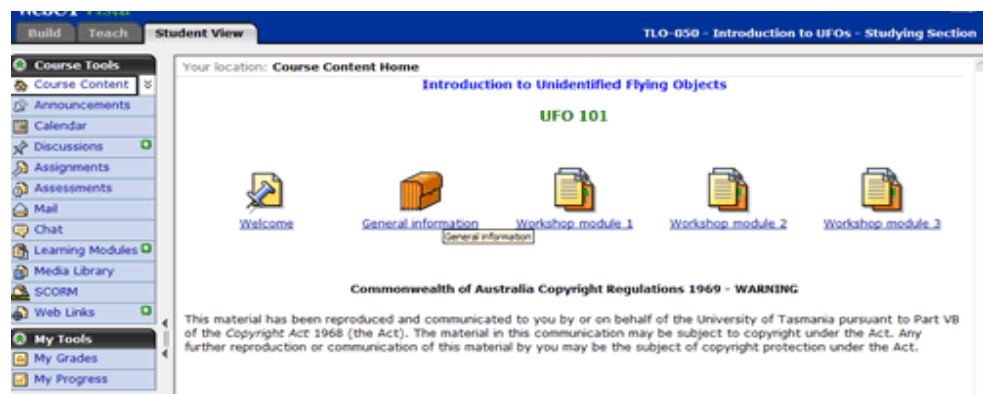 WebCT Vista
Build Teach Student View TLO-050 - Introduction to UFOs - Studying Section
Course Tools
Course Content
Announcements
Calendar
Discussions
Assignments
Assessments
Mail
Chat
Learning Modules
Media Library
SCORM
Web Links
My Tools
My Grades
My Progress
Your location: Course Content Home
Introduction to Unidentified Flying Objects
UFO 101
Welcome General information Workshop module 1 Workshop module 2 Workshop module 3
General information
Commonwealth of Australia Copyright Regulations 1969 - WARNING
This material has been reproduced and communicated to you by or on behalf of the University of Tasmania pursuant to Part VB
of the Copyright Act 1968 (the Act). The material in this communication may be subject to copyright under the Act. Any
further reproduction or communication of this material by you may be the subject of copyright protection under the Act.